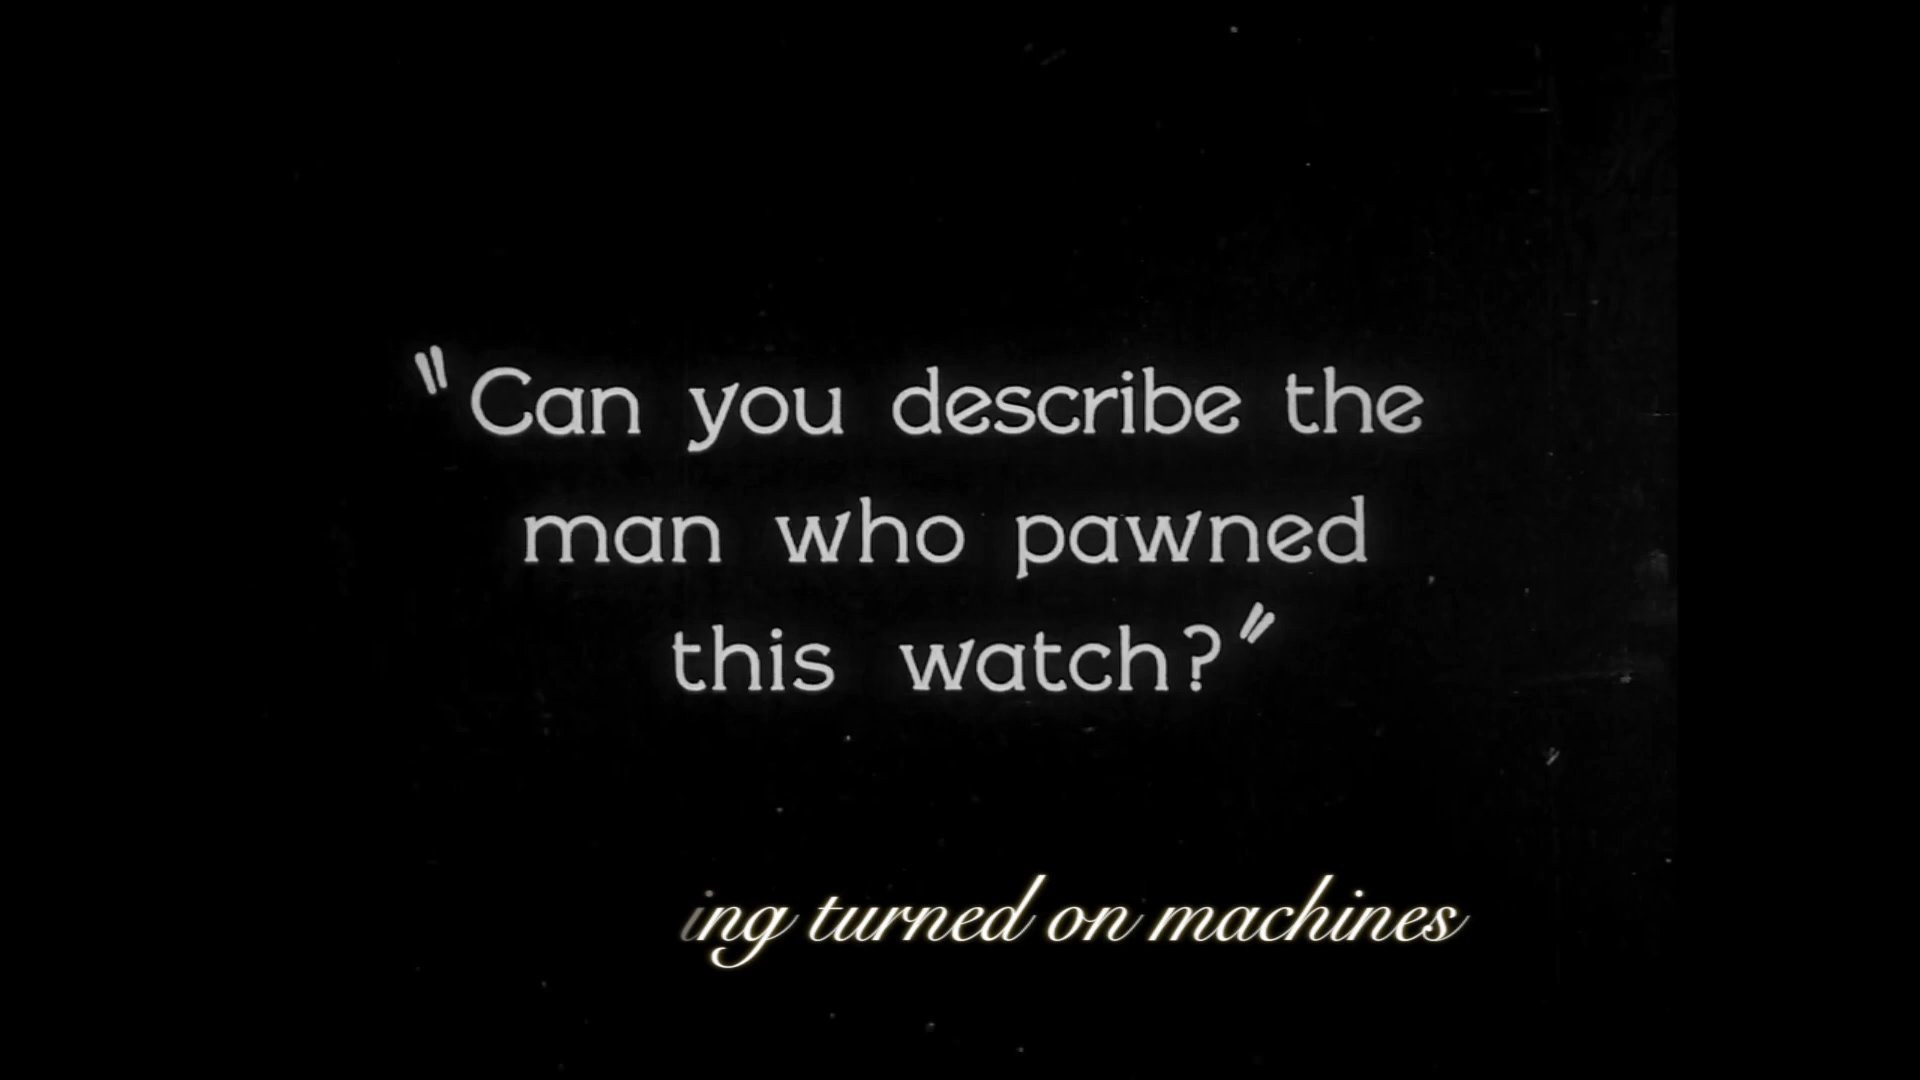 "Can you describe the
man who pawned
this watch?"
ing turned on machines